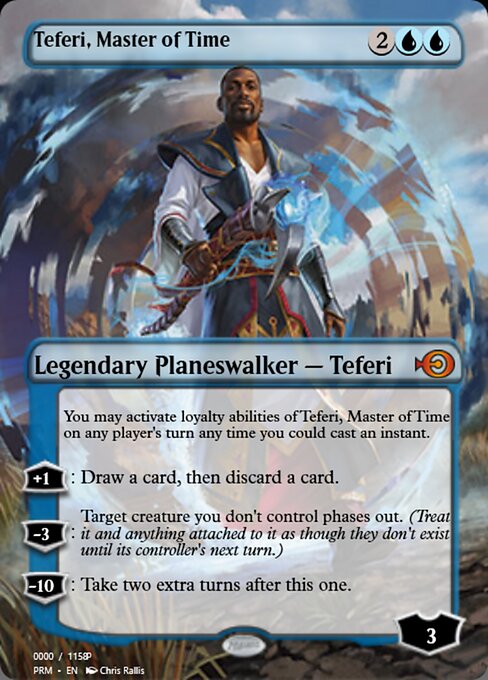 Teferi, Master of Time 2
Legendary Planeswalker — Teferi
You may activate loyalty abilities of Teferi, Master of Time
on any player's turn any time you could cast an instant.
+1 : Draw a card, then discard a card.
Target creature you don't control phases out. (Treat
-3 : it and anything attached to it as though they don't exist
until its controller's next turn.)
-10 : Take two extra turns after this one.
3
0000 / 1158P
PRM • EN Chris Rallis